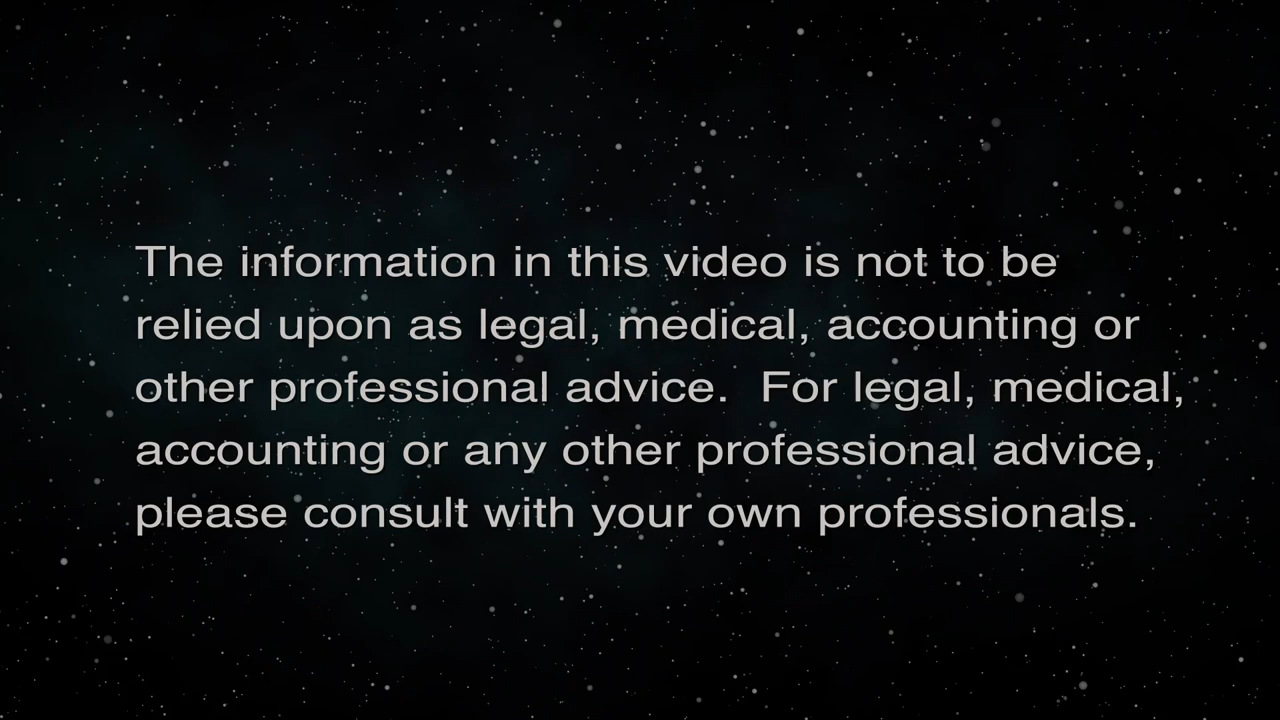 The information in this video is not to be
relied upon as legal, medical, accounting or
other professional advice.  For legal, medical,
accounting or any other professional advice,
please consult with your own professionals.